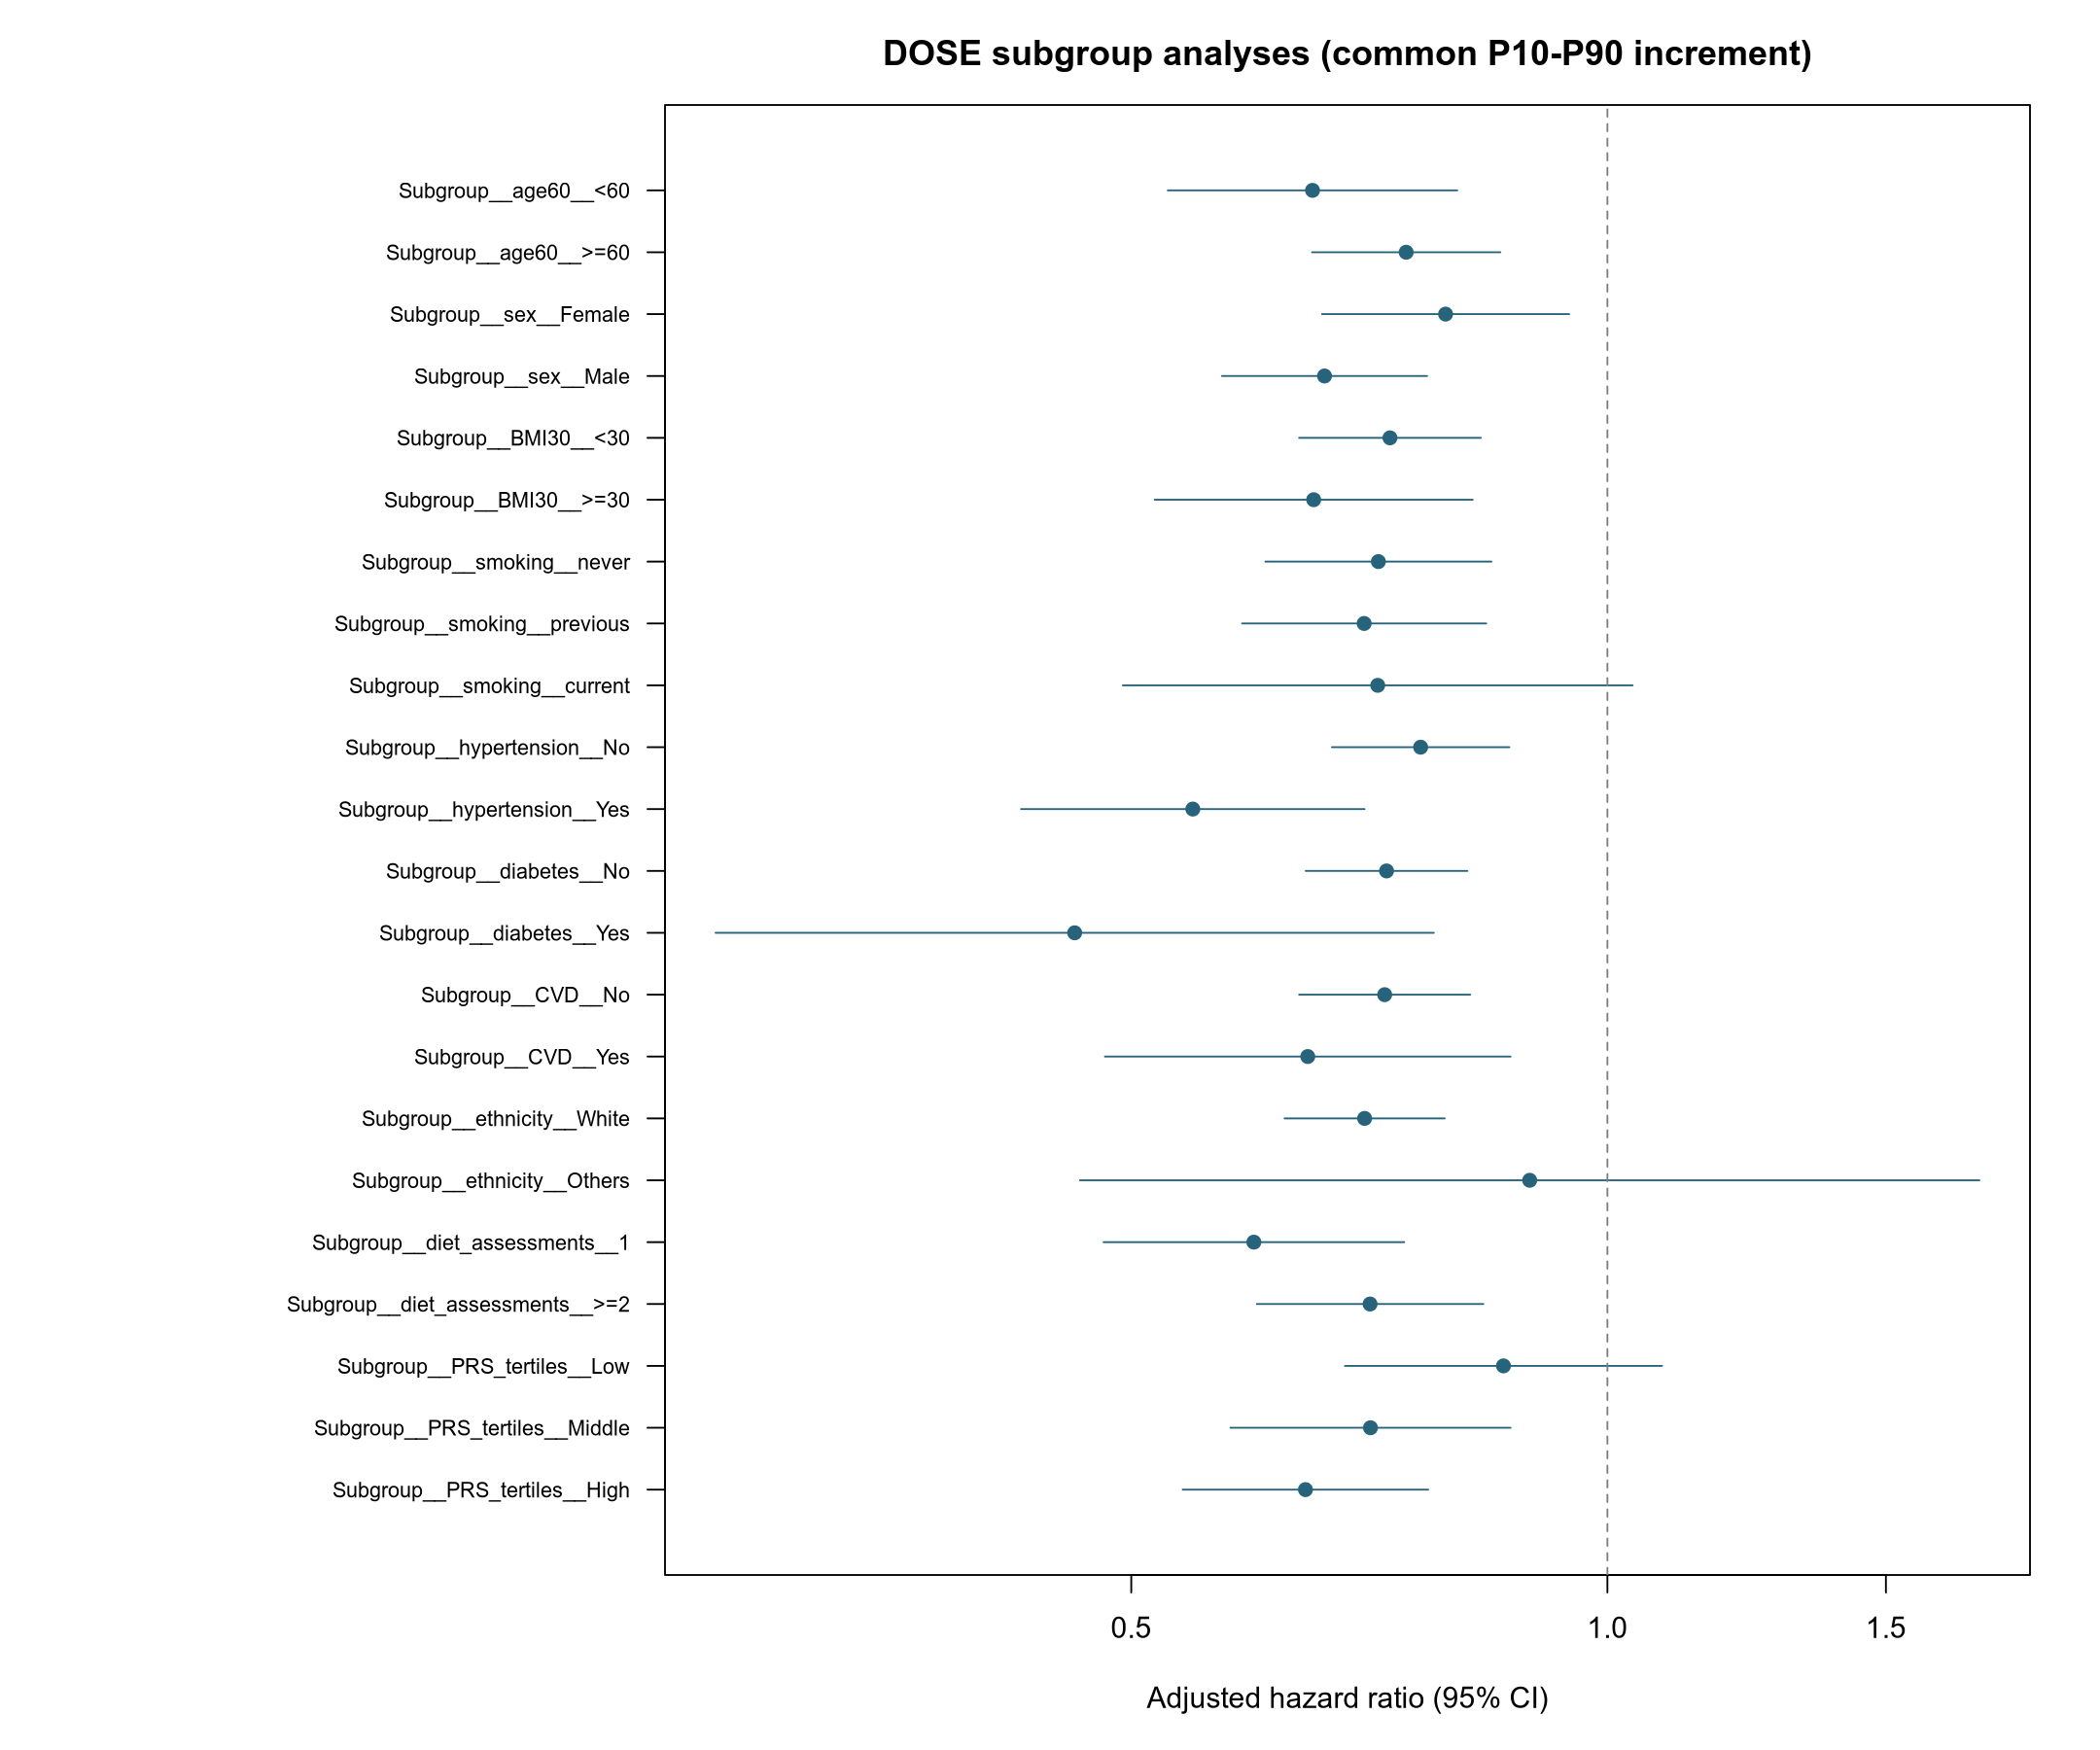 DOSE subgroup analyses (common P10-P90 increment)
Subgroup__age60__<60
Subgroup__age60__>=60
Subgroup__sex__Female
Subgroup__sex__Male
Subgroup__BMI30__<30
Subgroup__BMI30__>=30
Subgroup__smoking__never
Subgroup__smoking__previous
Subgroup__smoking__current
Subgroup__hypertension__No
Subgroup__hypertension__Yes
Subgroup__diabetes__No
Subgroup__diabetes__Yes
Subgroup__CVD__No
Subgroup__CVD__Yes
Subgroup__ethnicity__White
Subgroup__ethnicity__Others
Subgroup__diet_assessments__1
Subgroup__diet_assessments__>=2
Subgroup__PRS_tertiles__Low
Subgroup__PRS_tertiles__Middle
Subgroup__PRS_tertiles__High
0.5 1.0 1.5
Adjusted hazard ratio (95% CI)